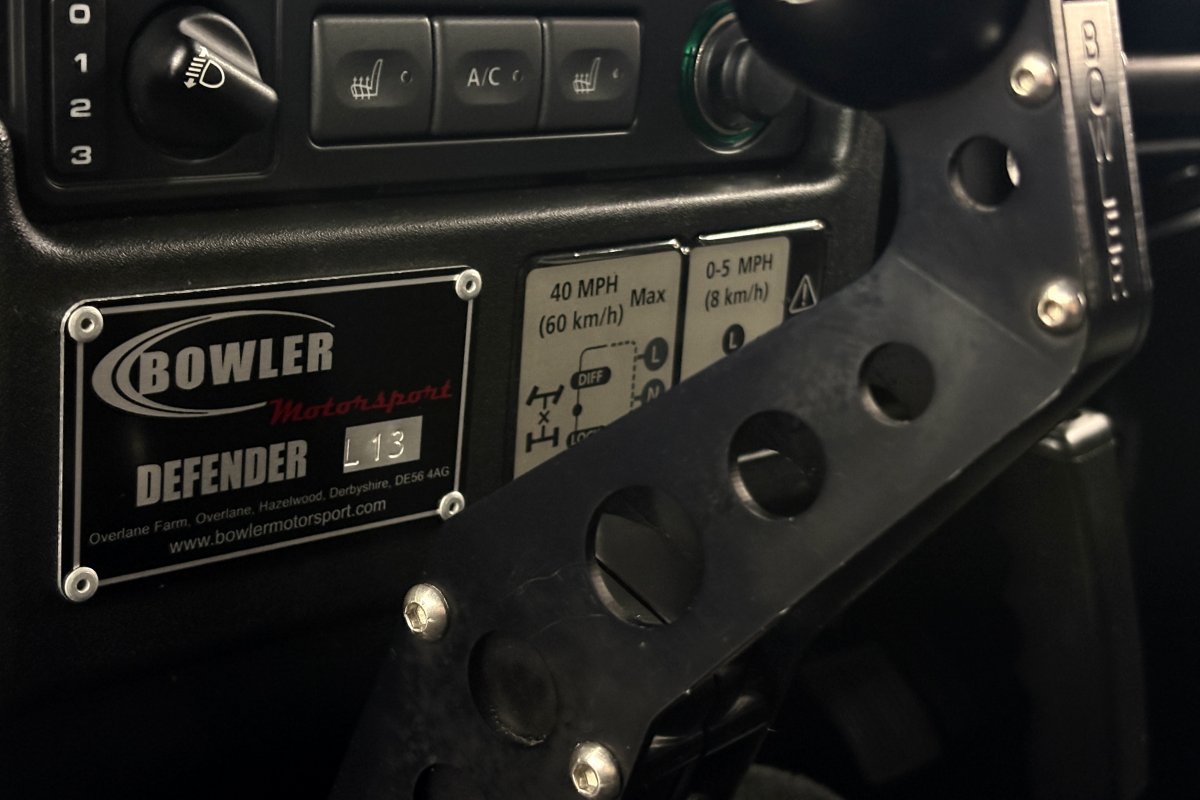 0
1
2
3
A/C
BOWLER
Motorsport
DEFENDER L13
Overlane Farm, Overlane, Hazelwood, Derbyshire, DE56 4AG
www.bowlermotorsport.com
40 MPH
(60 km/h)
Max
L
DIFF
N
0-5 MPH
(8 km/h)
L
BOWLER